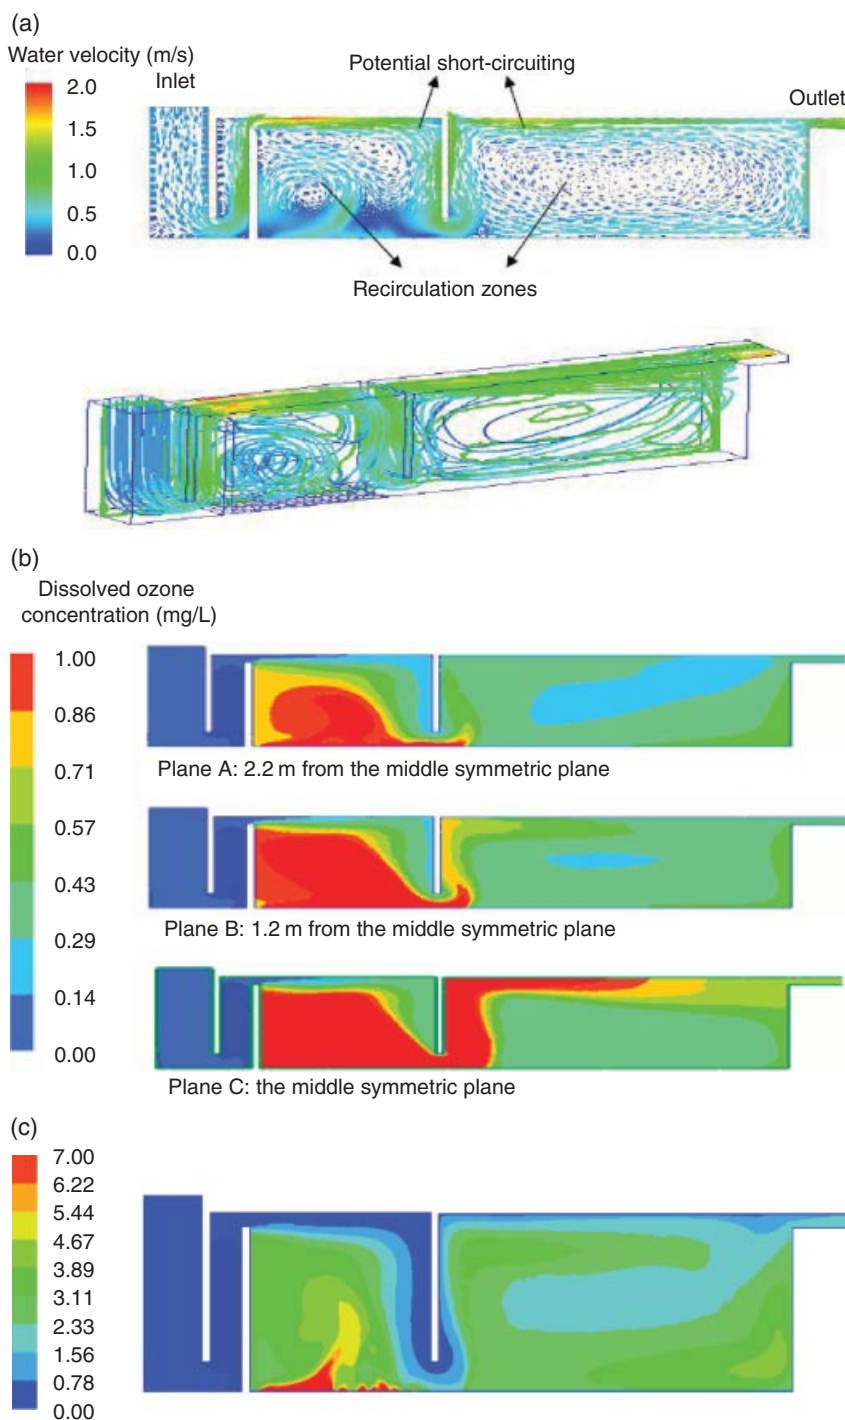 (a)
Water velocity (m/s)
Inlet
Potential short-circuiting
Outlet
2.0
1.5
1.0
0.5
0.0
Recirculation zones
(b)
Dissolved ozone
concentration (mg/L)
1.00
0.86
0.71
0.57
0.43
0.29
0.14
0.00
Plane A: 2.2 m from the middle symmetric plane
Plane B: 1.2 m from the middle symmetric plane
Plane C: the middle symmetric plane
(c)
7.00
6.22
5.44
4.67
3.89
3.11
2.33
1.56
0.78
0.00